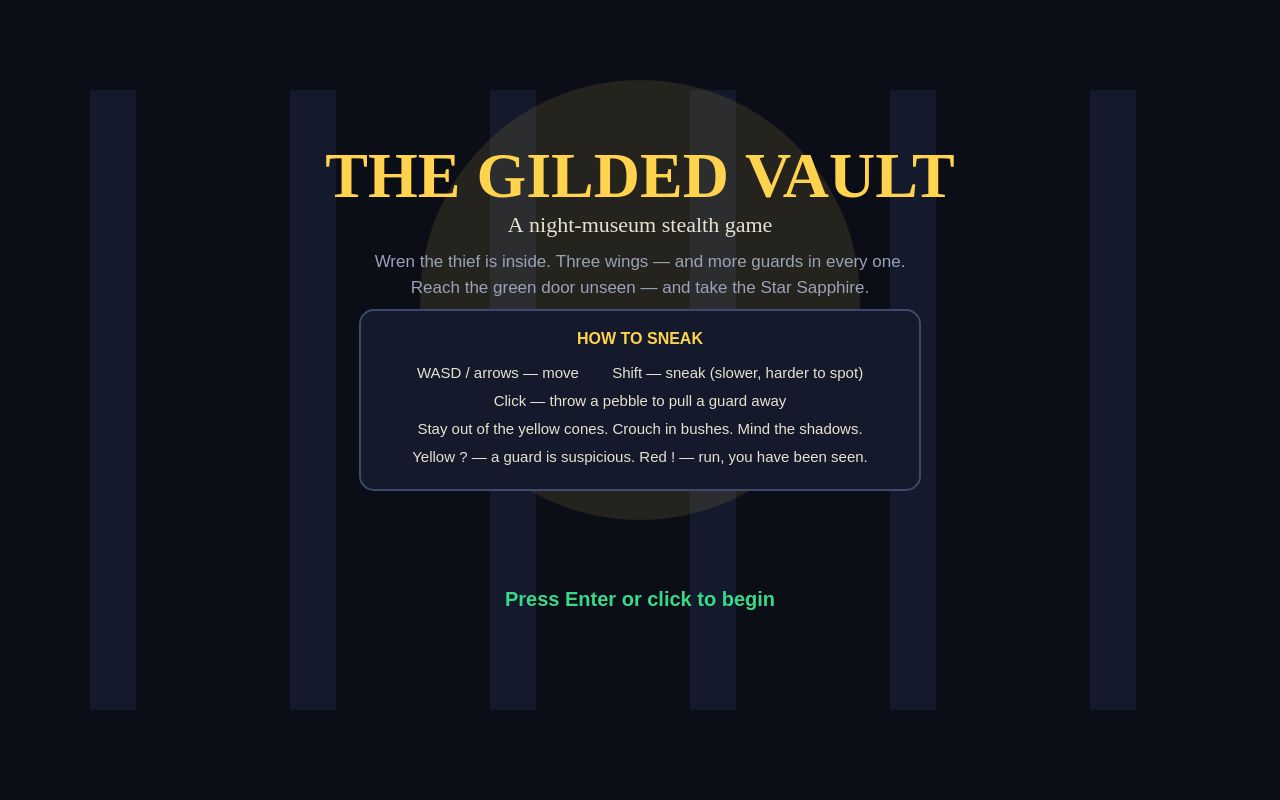 THE GILDED VAULT
A night-museum stealth game
Wren the thief is inside. Three wings — and more guards in every one.
Reach the green door unseen — and take the Star Sapphire.
HOW TO SNEAK
WASD / arrows — move Shift — sneak (slower, harder to spot)
Click — throw a pebble to pull a guard away
Stay out of the yellow cones. Crouch in bushes. Mind the shadows.
Yellow ? — a guard is suspicious. Red ! — run, you have been seen.
Press Enter or click to begin